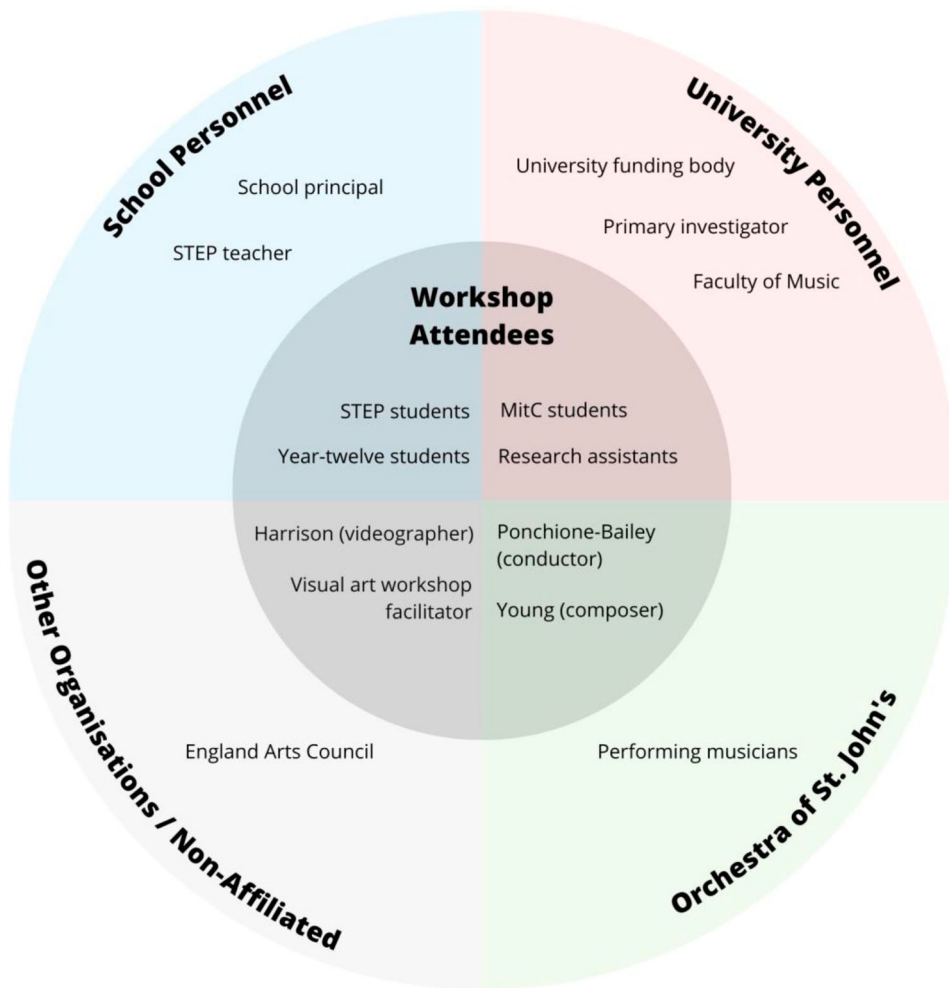 School Personnel
School principal
STEP teacher
University Personnel
University funding body
Primary investigator
Faculty of Music
Workshop
Attendees
STEP students
Year-twelve students
MitC students
Research assistants
Harrison (videographer)
Visual art workshop
facilitator
Ponchione-Bailey
(conductor)
Young (composer)
Other Organisations / Non-Affiliated
England Arts Council
Orchestra of St. John's
Performing musicians